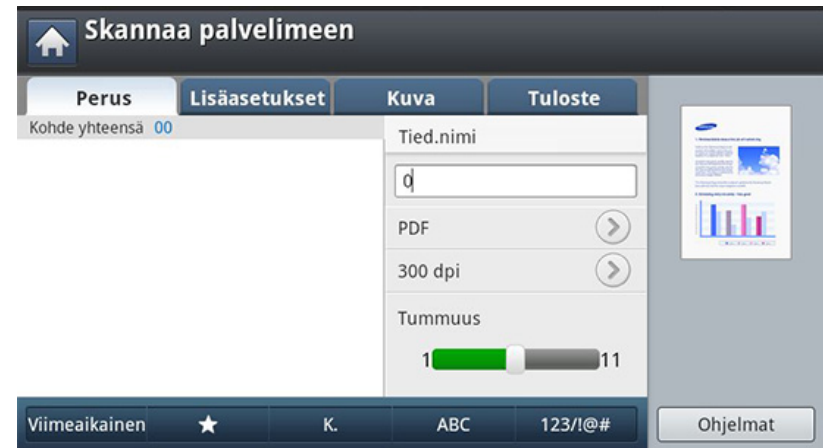 Skannaa palvelimeen
Perus
Lisäasetukset
Kuva
Tuloste
Kohde yhteensä 00
Tied.nimi
0
PDF
300 dpi
Tummuus
1 11
Viimeaikainen ★ K. ABC 123/!@#
Ohjelmat